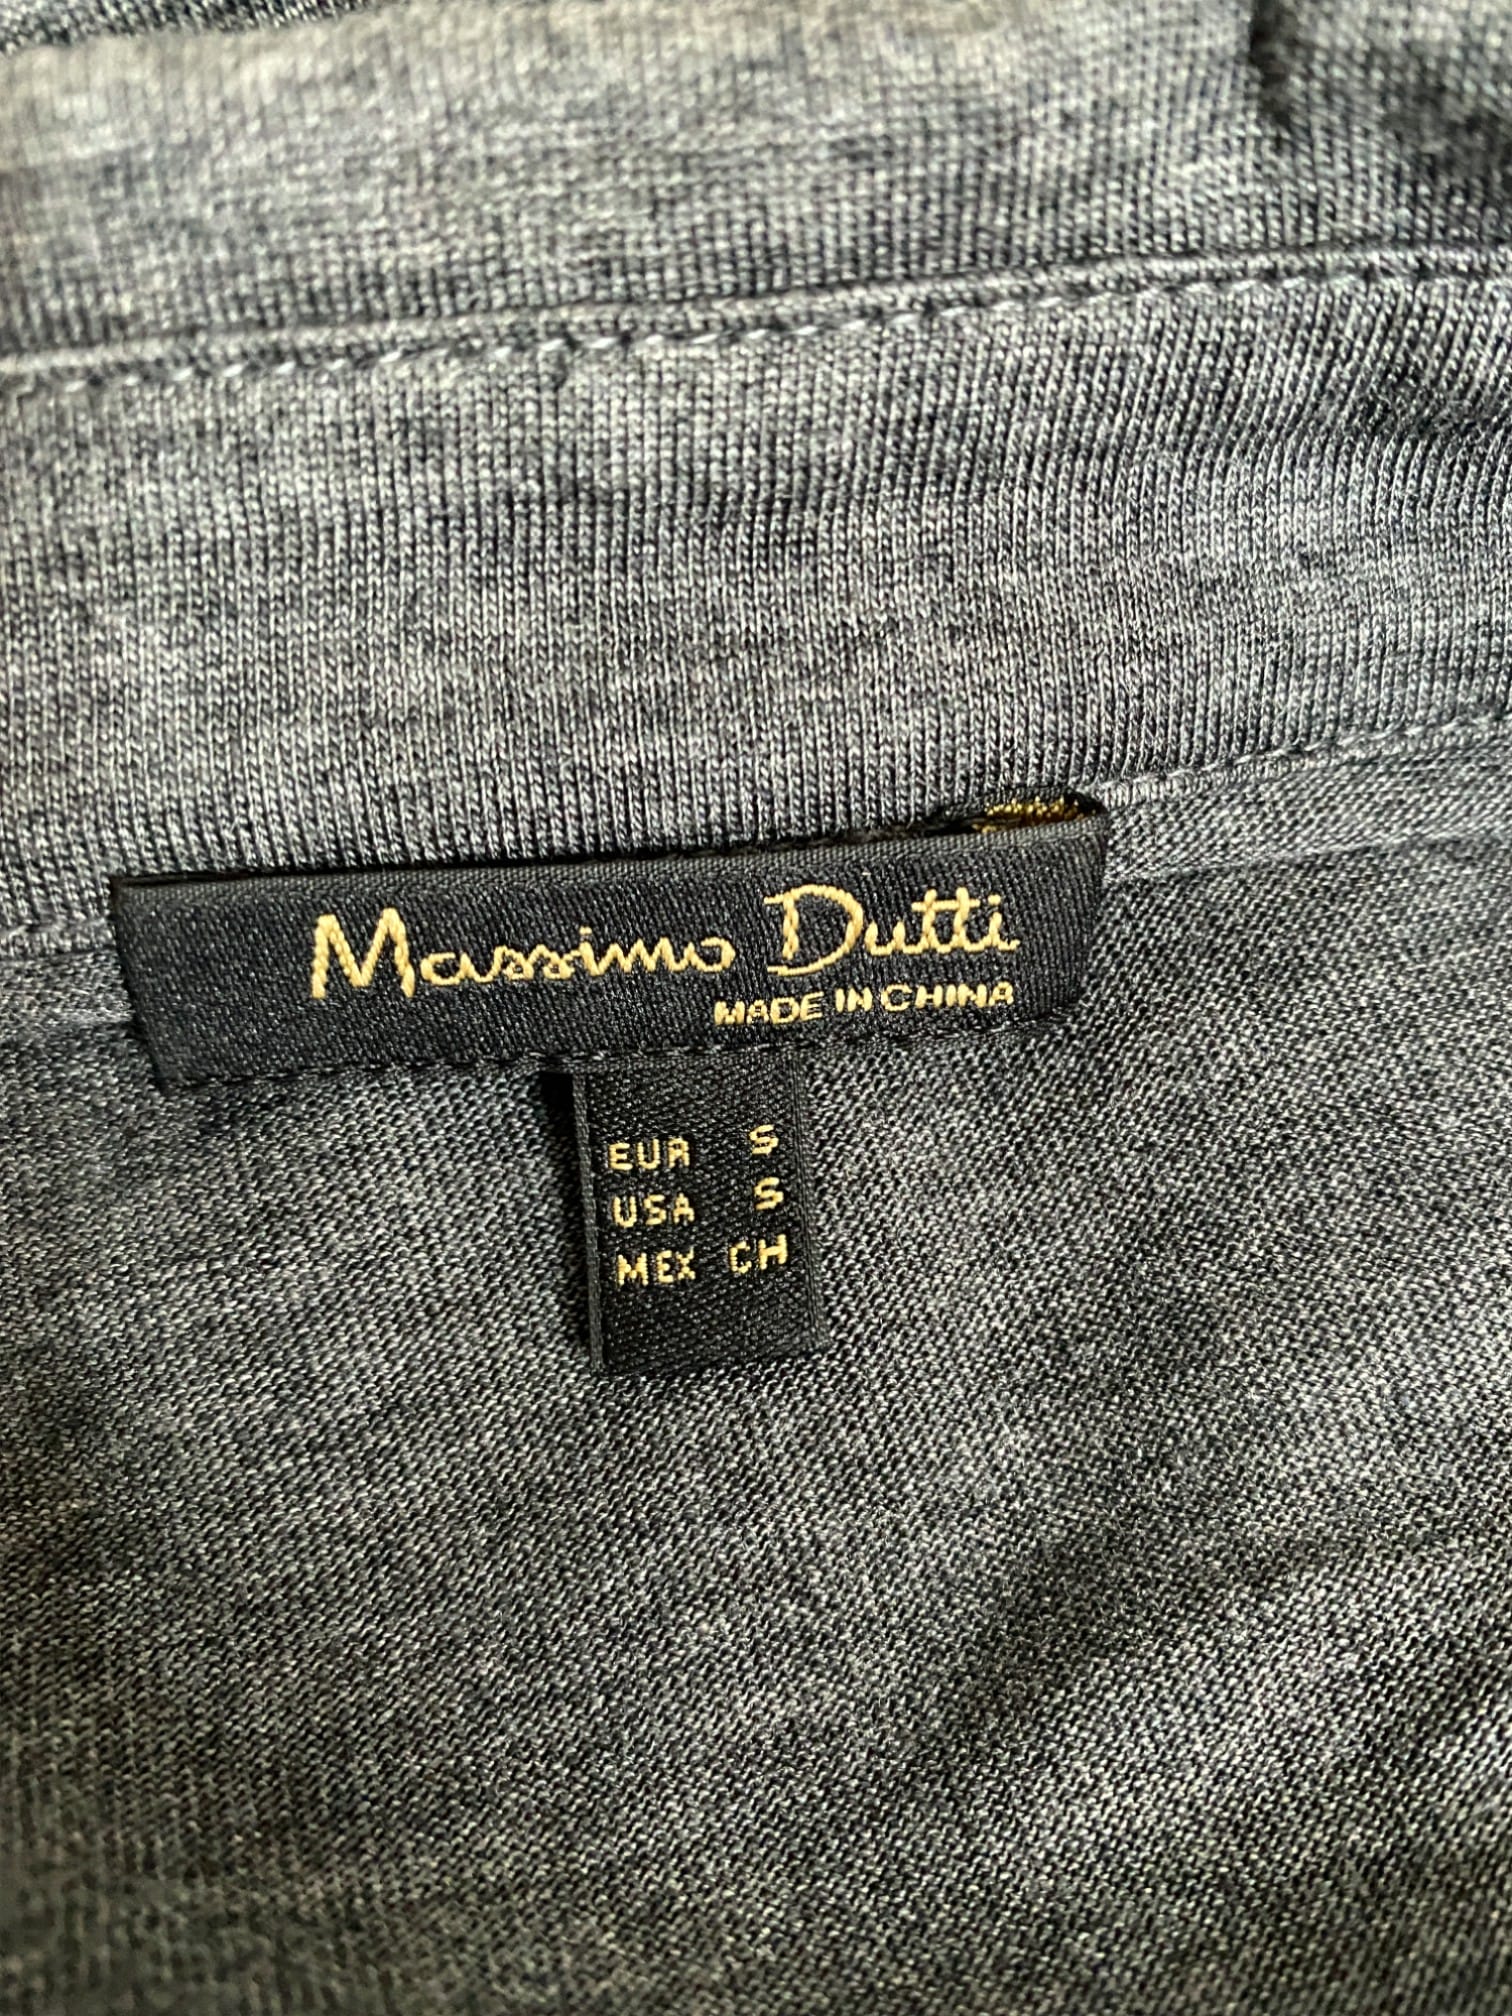 Massimo Dutti
MADE IN CHINA
EUR S
USA S
MEX CH